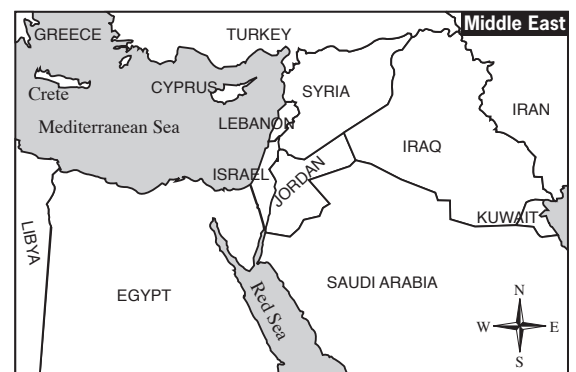 Middle East
GREECE
TURKEY
CYPRUS
SYRIA
Crete
IRAN
Mediterranean Sea
LEBANON
IRAQ
ISRAEL
JORDAN
KUWAIT
LIBYA
SAUDI ARABIA
EGYPT
Red Sea
N
W
E
S